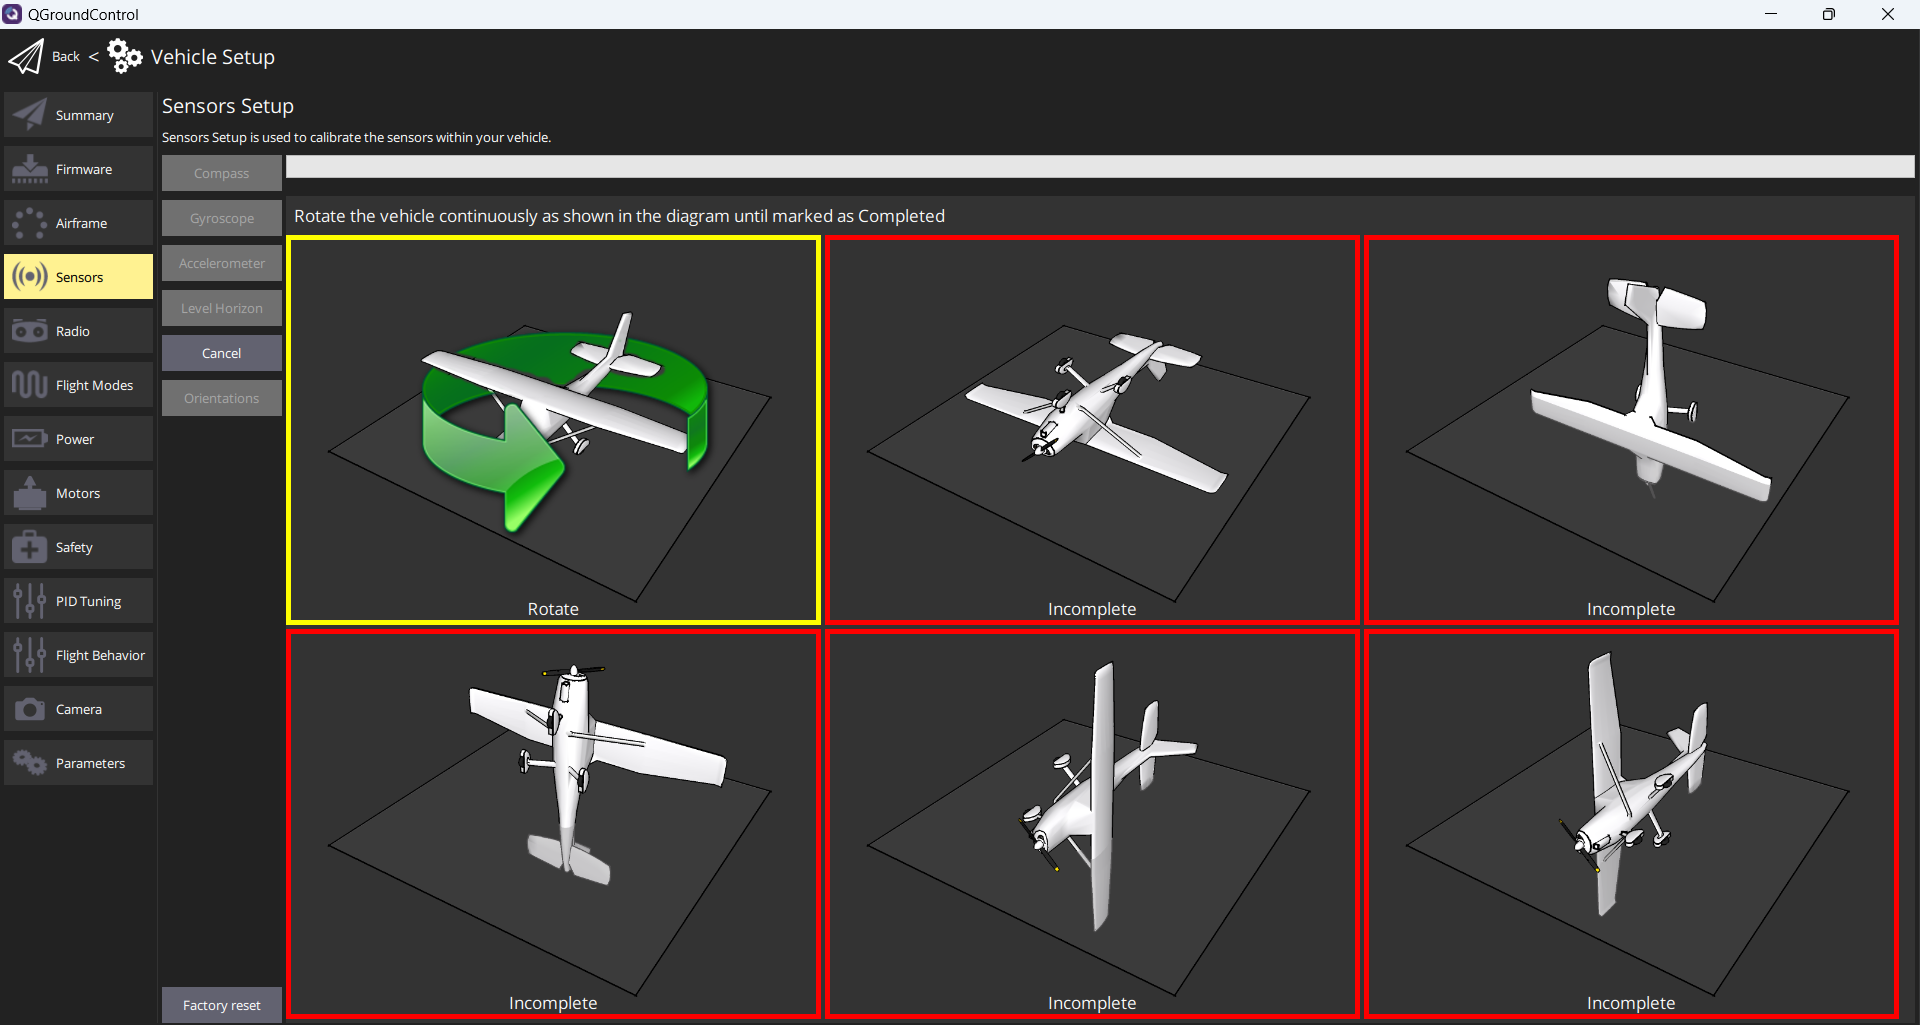 QGroundControl
Back < Vehicle Setup
Summary
Firmware
Airframe
Sensors
Radio
Flight Modes
Power
Motors
Safety
PID Tuning
Flight Behavior
Camera
Parameters
Sensors Setup
Sensors Setup is used to calibrate the sensors within your vehicle.
Compass
Gyroscope
Accelerometer
Level Horizon
Cancel
Orientations
Factory reset
Rotate the vehicle continuously as shown in the diagram until marked as Completed
Rotate
Incomplete
Incomplete
Incomplete
Incomplete
Incomplete